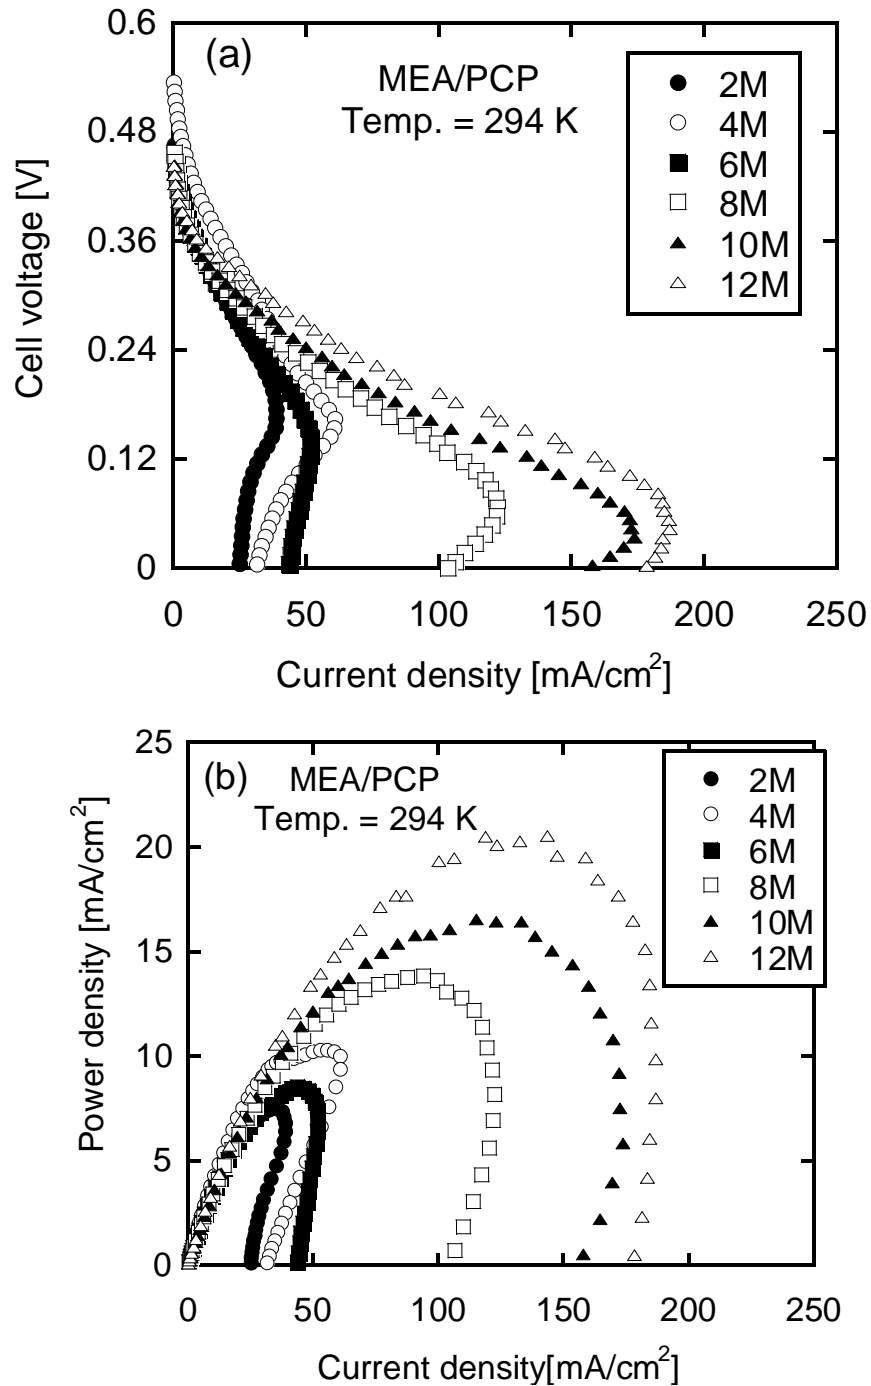 (a)
MEA/PCP
Temp. = 294 K
2M
4M
6M
8M
10M
12M
0.6
0.48
0.36
0.24
0.12
0
Cell voltage [V]
0 50 100 150 200 250
Current density [mA/cm²]
(b)
MEA/PCP
Temp. = 294 K
2M
4M
6M
8M
10M
12M
25
20
15
10
5
0
Power density [mA/cm²]
0 50 100 150 200 250
Current density[mA/cm²]